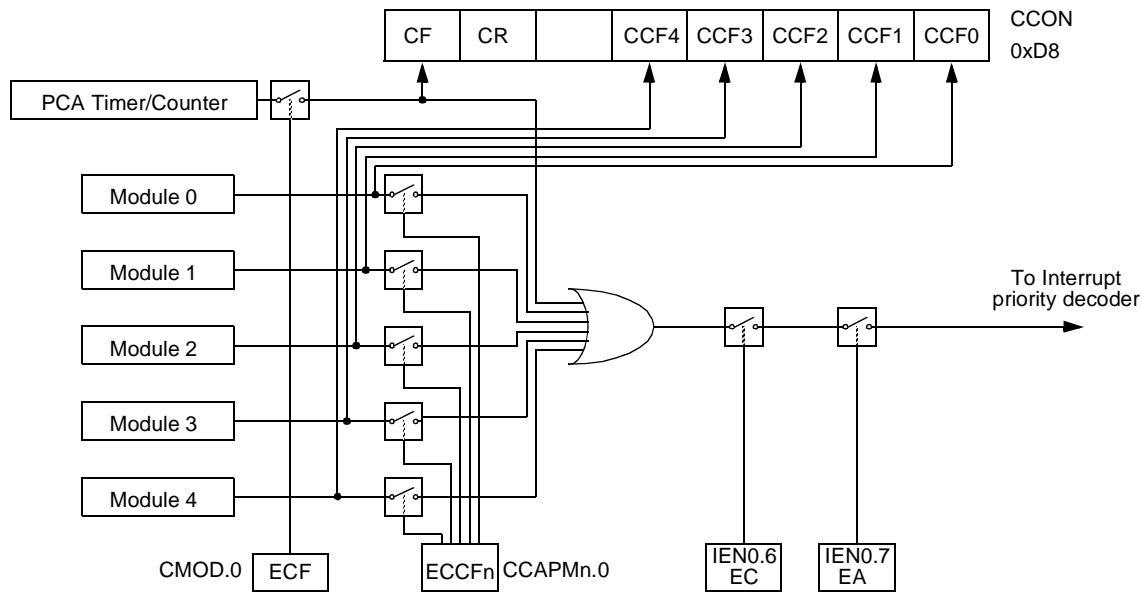 CF CR CCF4 CCF3 CCF2 CCF1 CCF0
CCON
0xD8
PCA Timer/Counter
Module 0
Module 1
Module 2
Module 3
Module 4
To Interrupt
priority decoder
CMOD.0 ECF
ECCFn CCAPMn.0
IEN0.6
EC
IEN0.7
EA